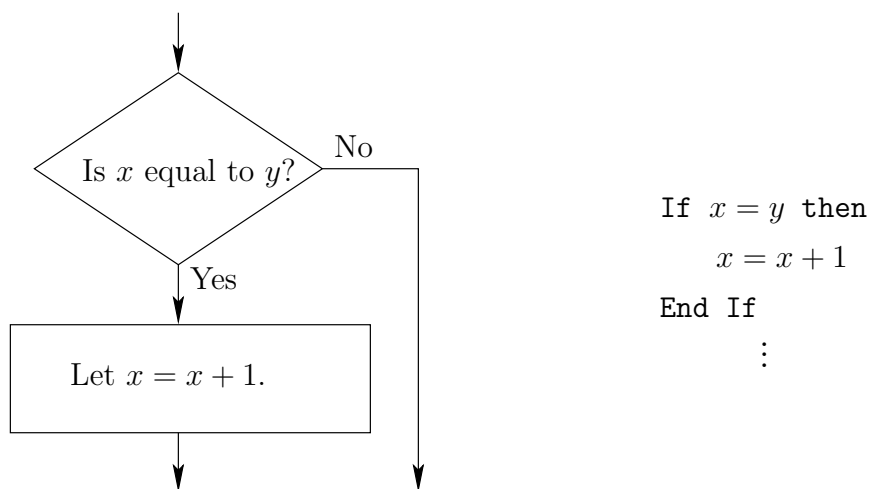 No
Is x equal to y?
Yes
Let x = x + 1.
If x = y then
x = x + 1
End If
⋮